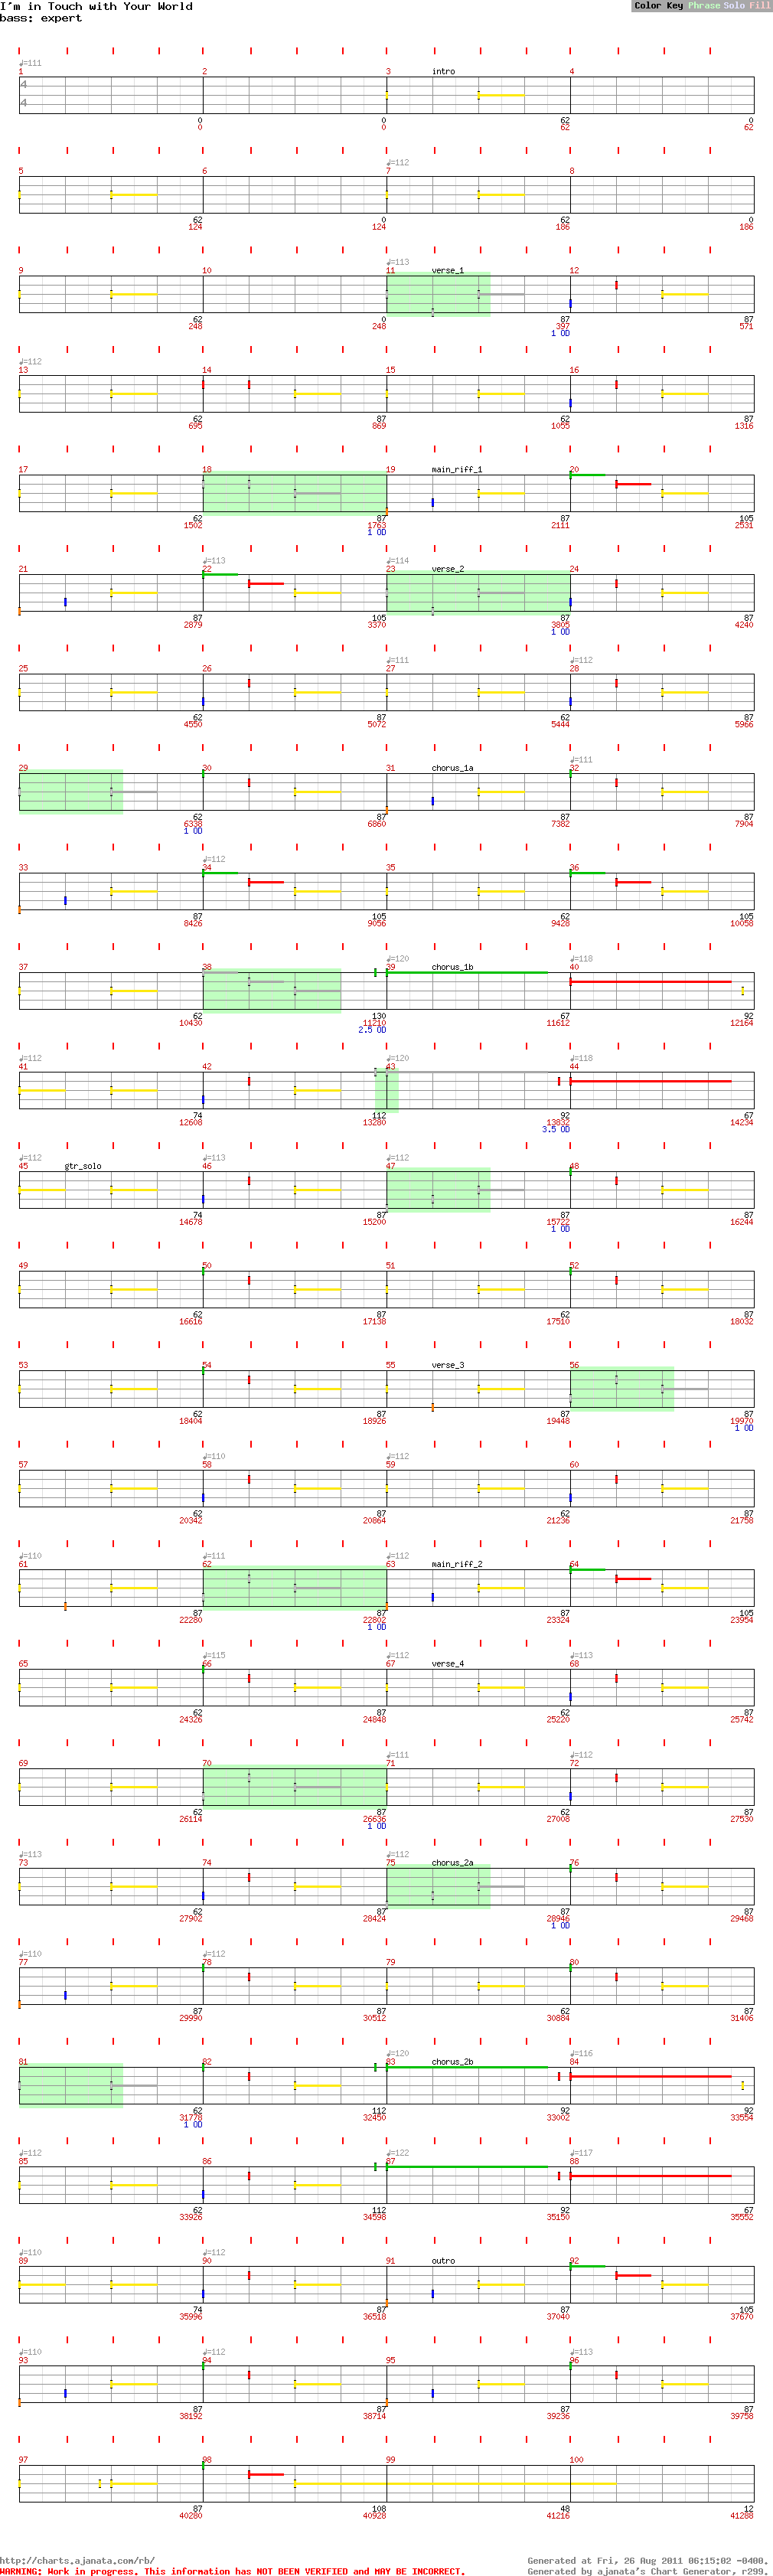 I'm in Touch with Your World
Color Key Phrase Solo Fill
bass: expert
♩=111
1 2 3 intro 4
4
4
0 0 62 0
0 0 62 62
♩=112
5 6 7 8
62 0 62 0
124 124 186 186
♩=113
9 10 11 verse_1 12
62 0 87 87
248 248 397 571
1 OD
♩=112
13 14 15 16
62 87 62 87
695 869 1055 1316
17 18 19 main_riff_1 20
62 87 87 105
1502 1763 2111 2531
1 OD
♩=113 ♩=114
21 22 23 verse_2 24
87 105 87 87
2879 3370 3805 4240
1 OD
♩=111 ♩=112
25 26 27 28
62 87 62 87
4550 5072 5444 5966
♩=111
29 30 31 chorus_1a 32
62 87 87 87
6338 6860 7382 7904
1 OD
♩=112
33 34 35 36
87 105 62 105
8426 9056 9428 10058
♩=120 ♩=118
37 38 39 chorus_1b 40
62 130 67 92
10430 11210 11612 12164
2.5 OD
♩=112 ♩=120 ♩=118
41 42 43 44
74 112 92 67
12608 13280 13832 14234
3.5 OD
♩=112 ♩=113 ♩=112
45 gtr_solo 46 47 48
74 87 87 87
14678 15200 15722 16244
1 OD
49 50 51 52
62 87 62 87
16616 17138 17510 18032
53 54 55 verse_3 56
62 87 87 87
18404 18926 19448 19970
1 OD
♩=110 ♩=112
57 58 59 60
62 87 62 87
20342 20864 21236 21758
♩=110 ♩=111 ♩=112
61 62 63 main_riff_2 64
87 87 87 105
22280 22802 23324 23954
1 OD
♩=115 ♩=112 ♩=113
65 66 67 verse_4 68
62 87 62 87
24326 24848 25220 25742
♩=111 ♩=112
69 70 71 72
62 87 62 87
26114 26636 27008 27530
1 OD
♩=113 ♩=112
73 74 75 chorus_2a 76
62 87 87 87
27902 28424 28946 29468
1 OD
♩=110 ♩=112
77 78 79 80
87 87 62 87
29990 30512 30884 31406
♩=120 ♩=116
81 82 83 chorus_2b 84
62 112 92 92
31778 32450 33002 33554
1 OD
♩=112 ♩=122 ♩=117
85 86 87 88
62 112 92 67
33926 34598 35150 35552
♩=110 ♩=112
89 90 91 outro 92
74 87 87 105
35996 36518 37040 37670
♩=110 ♩=112 ♩=113
93 94 95 96
87 87 87 87
38192 38714 39236 39758
97 98 99 100
87 108 48 12
40280 40928 41216 41288
http://charts.ajanata.com/rb/
Generated at Fri, 26 Aug 2011 06:15:02 -0400.
WARNING: Work in progress. This information has NOT BEEN VERIFIED and MAY BE INCORRECT.
Generated by ajanata's Chart Generator, r299.